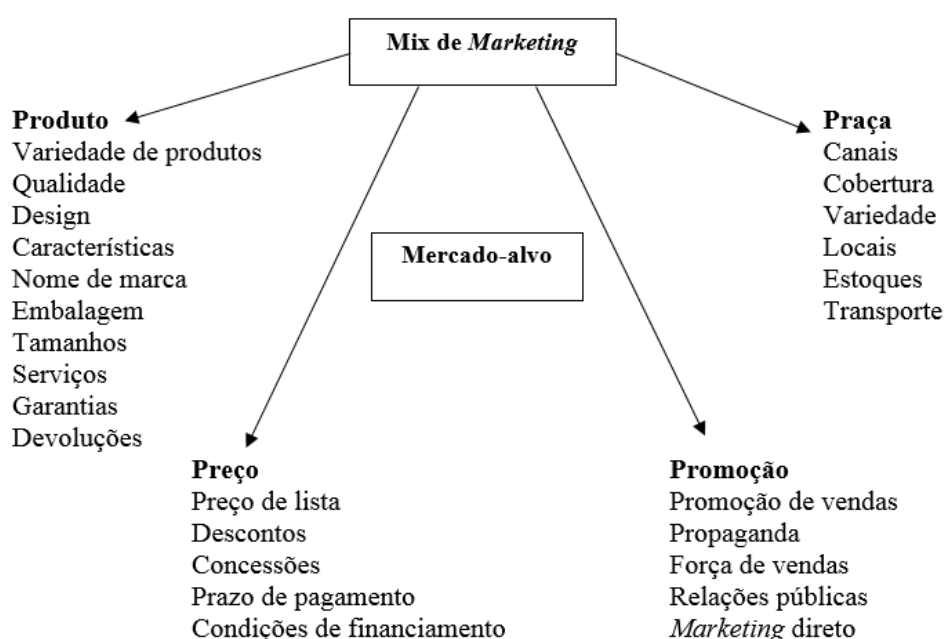 Mix de Marketing
Produto
Variedade de produtos
Qualidade
Design
Características
Nome de marca
Embalagem
Tamanhos
Serviços
Garantias
Devoluções
Mercado-alvo
Praça
Canais
Cobertura
Variedade
Locais
Estoques
Transporte
Preço
Preço de lista
Descontos
Concessões
Prazo de pagamento
Condições de financiamento
Promoção
Promoção de vendas
Propaganda
Força de vendas
Relações públicas
Marketing direto